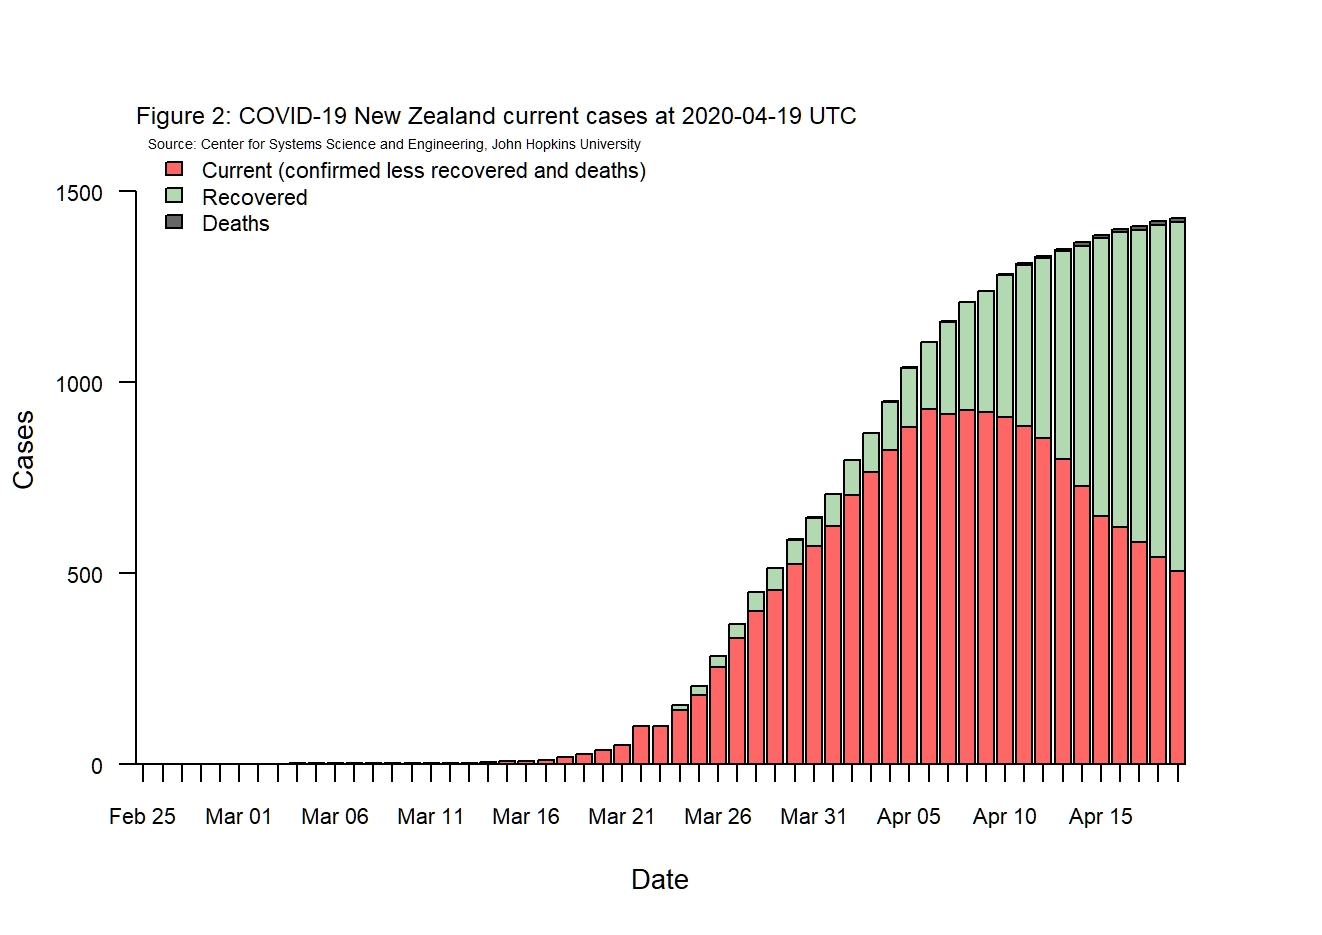 Figure 2: COVID-19 New Zealand current cases at 2020-04-19 UTC
Source: Center for Systems Science and Engineering, John Hopkins University
Current (confirmed less recovered and deaths)
Recovered
Deaths
1500
1000
500
0
Cases
Feb 25 Mar 01 Mar 06 Mar 11 Mar 16 Mar 21 Mar 26 Mar 31 Apr 05 Apr 10 Apr 15
Date